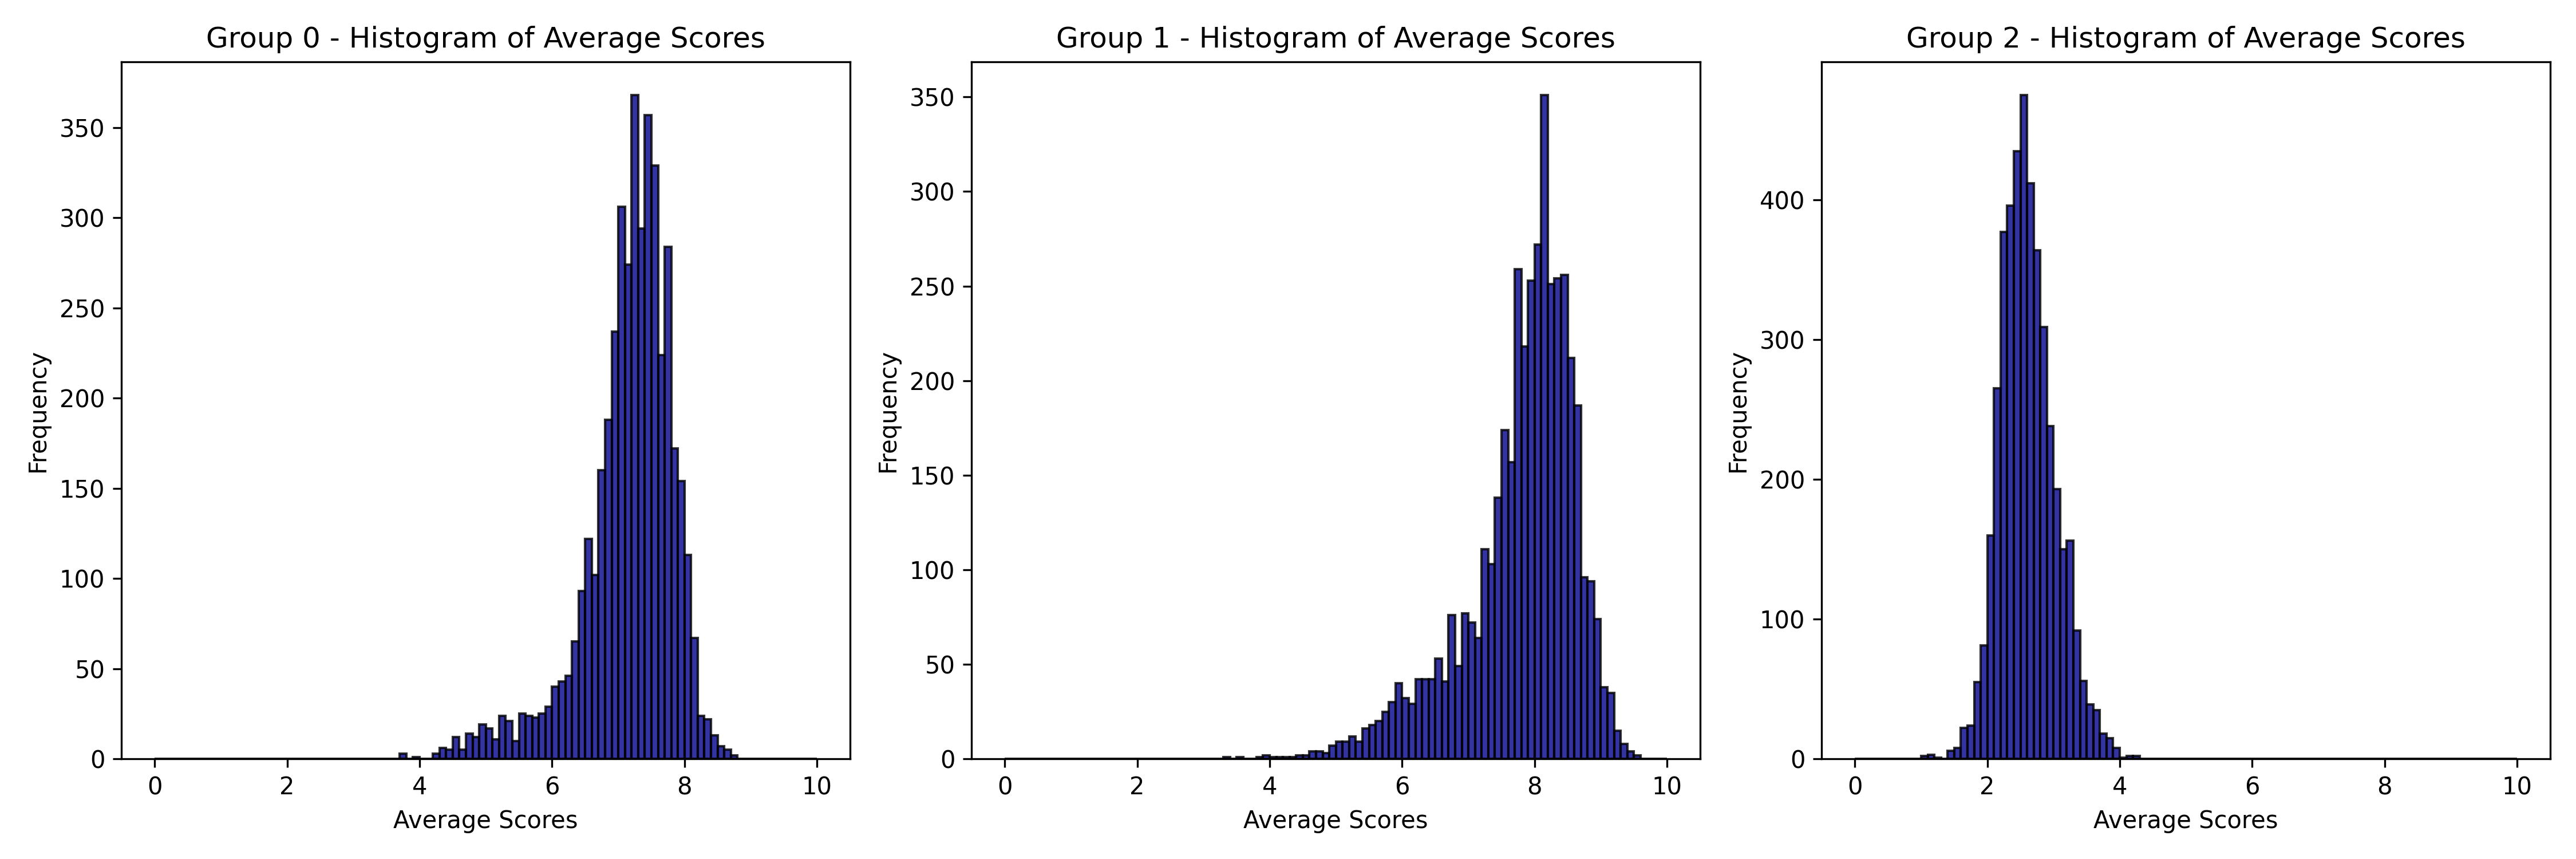 Group 0 - Histogram of Average Scores
350
300
250
200
150
100
50
0
Frequency
0 2 4 6 8 10
Average Scores
Group 1 - Histogram of Average Scores
350
300
250
200
150
100
50
0
Frequency
0 2 4 6 8 10
Average Scores
Group 2 - Histogram of Average Scores
400
300
200
100
0
Frequency
0 2 4 6 8 10
Average Scores